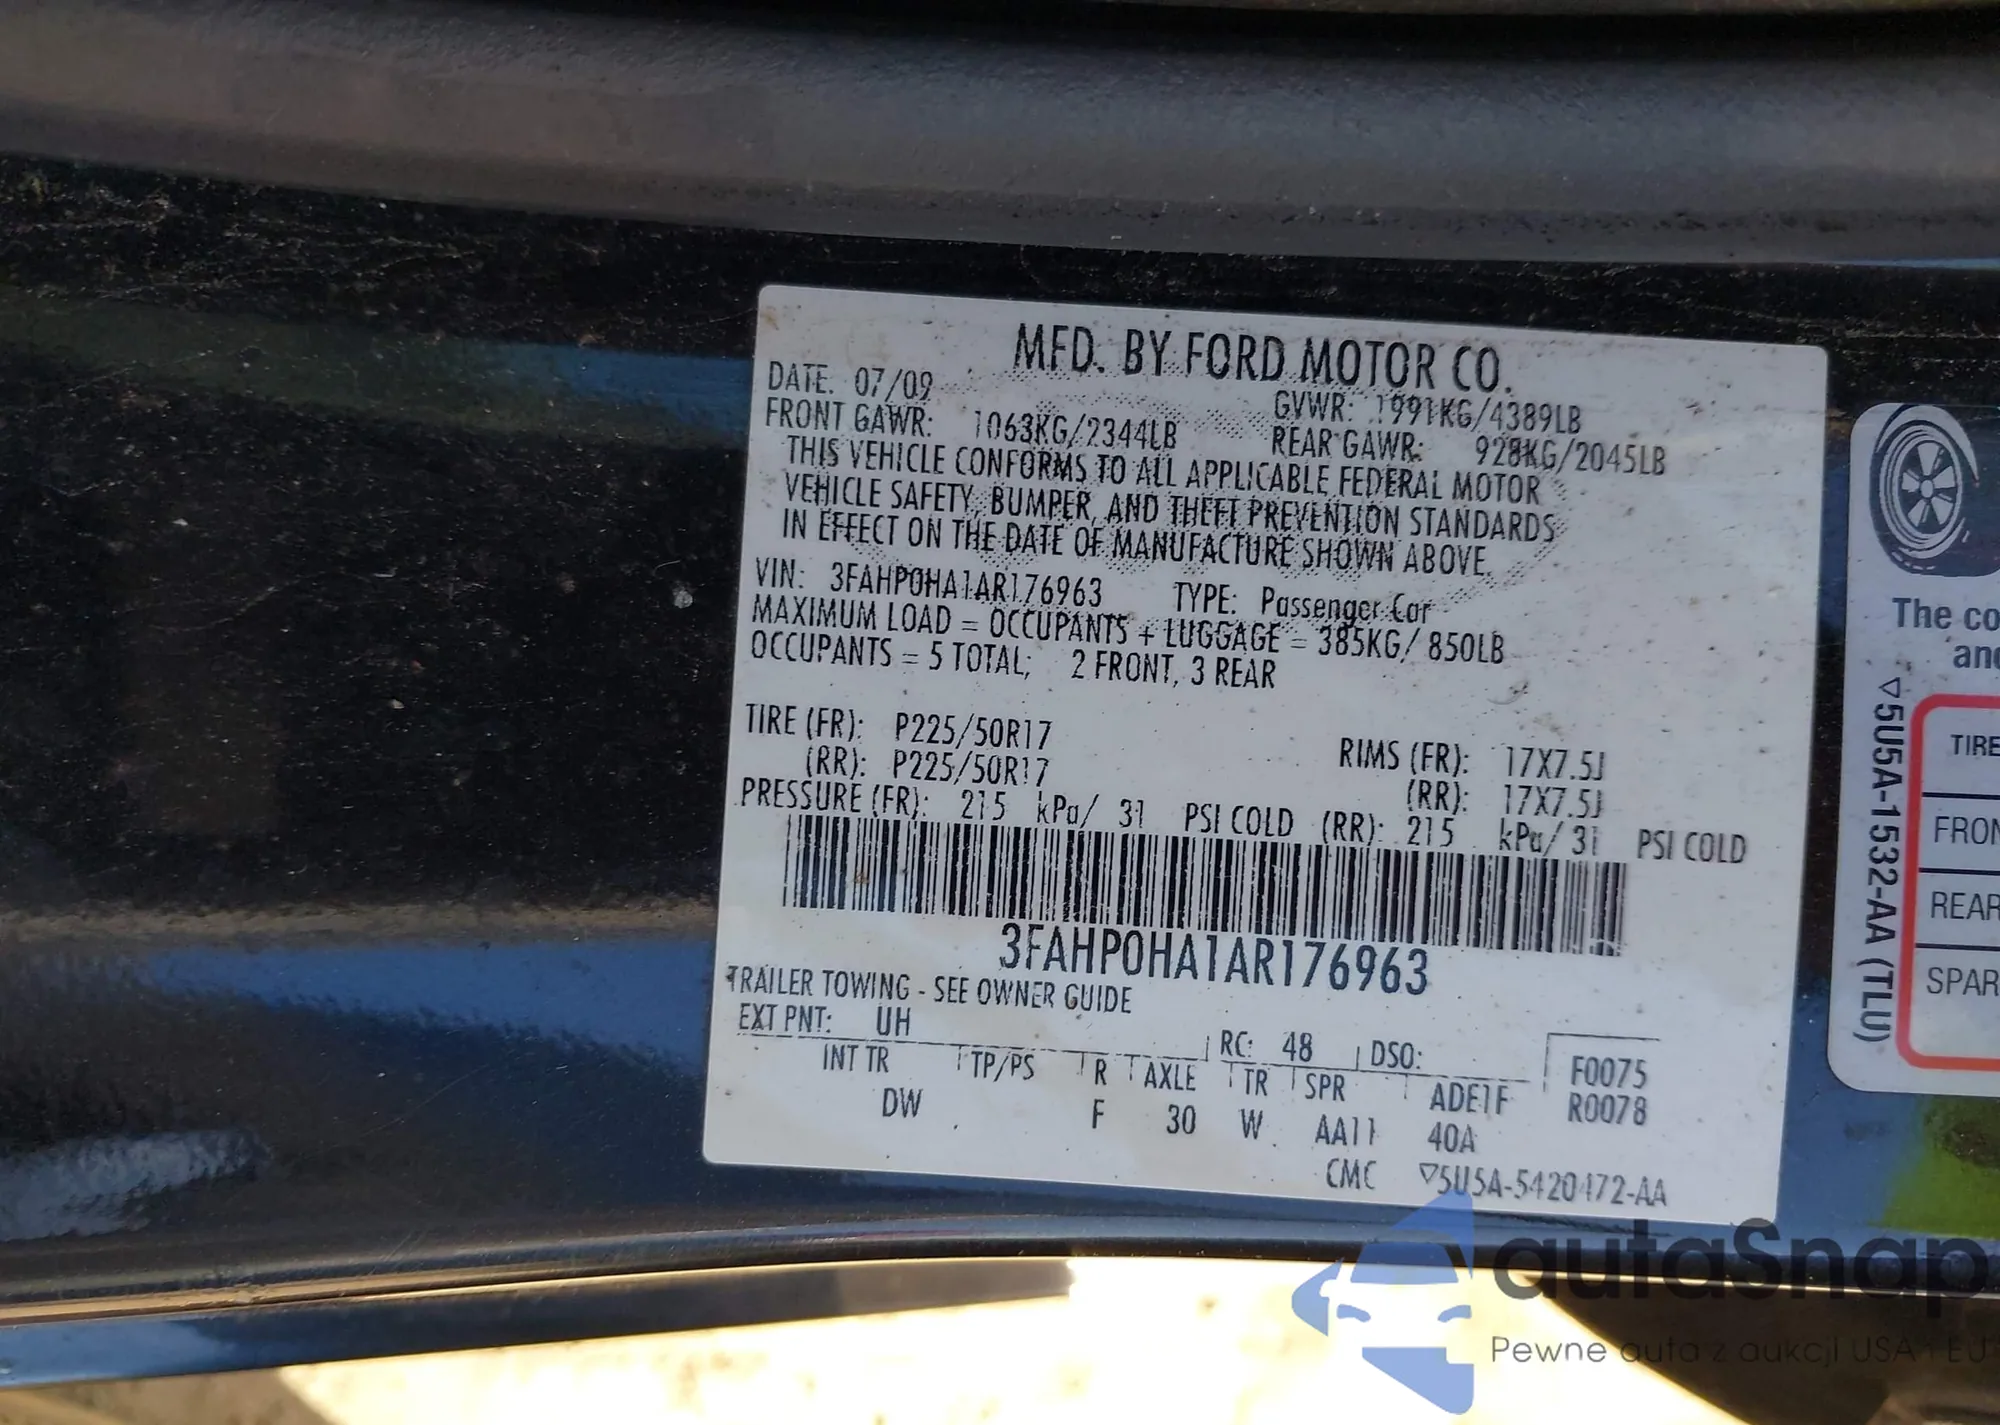 MFD. BY FORD MOTOR CO.
DATE: 07/09 GVWR: 1991KG/4389LB
FRONT GAWR: 1063KG/2344LB REAR GAWR: 928KG/2045LB
THIS VEHICLE CONFORMS TO ALL APPLICABLE FEDERAL MOTOR
VEHICLE SAFETY, BUMPER, AND THEFT PREVENTION STANDARDS
IN EFFECT ON THE DATE OF MANUFACTURE SHOWN ABOVE.
VIN: 3FAHP0HA1AR176963 TYPE: Passenger Car
MAXIMUM LOAD = OCCUPANTS + LUGGAGE = 385KG/ 850LB
OCCUPANTS = 5 TOTAL; 2 FRONT, 3 REAR
TIRE (FR): P225/50R17 RIMS (FR): 17X7.5J
(RR): P225/50R17 (RR): 17X7.5J
PRESSURE (FR): 215 kPa/ 31 PSI COLD (RR): 215 kPa/ 31 PSI COLD
3FAHP0HA1AR176963
TRAILER TOWING - SEE OWNER GUIDE
EXT PNT: UH RC: 48 DSO: F0075
INT TR TP/PS R AXLE TR SPR ADE1F R0078
DW F 30 W AA11 40A
CMC ▽5U5A-5420472-AA
The co
and
▽5U5A-1532-AA (TLU)
TIRE
FRON
REAR
SPAR
autaSnap
Pewne auta z aukcji USA i EU